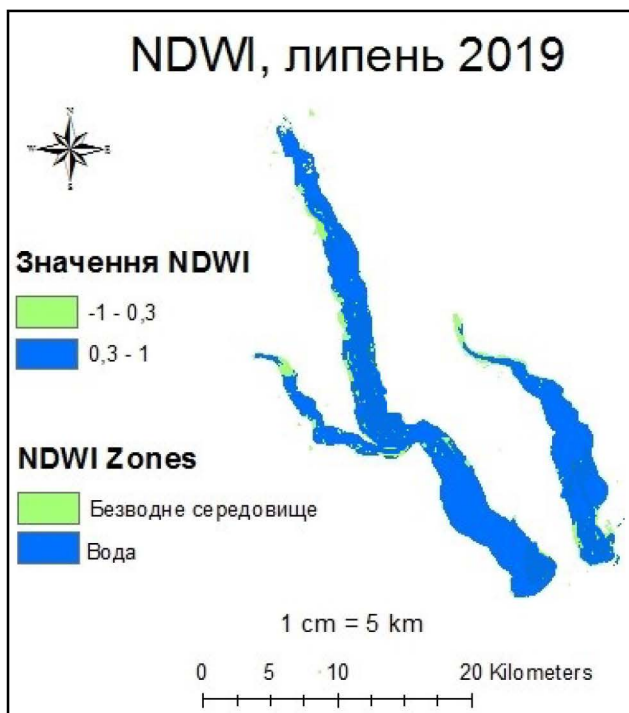 NDWI, липень 2019
N
W E
S
Значення NDWI
-1 - 0,3
0,3 - 1
NDWI Zones
Безводне середовище
Вода
1 cm = 5 km
0 5 10 20 Kilometers